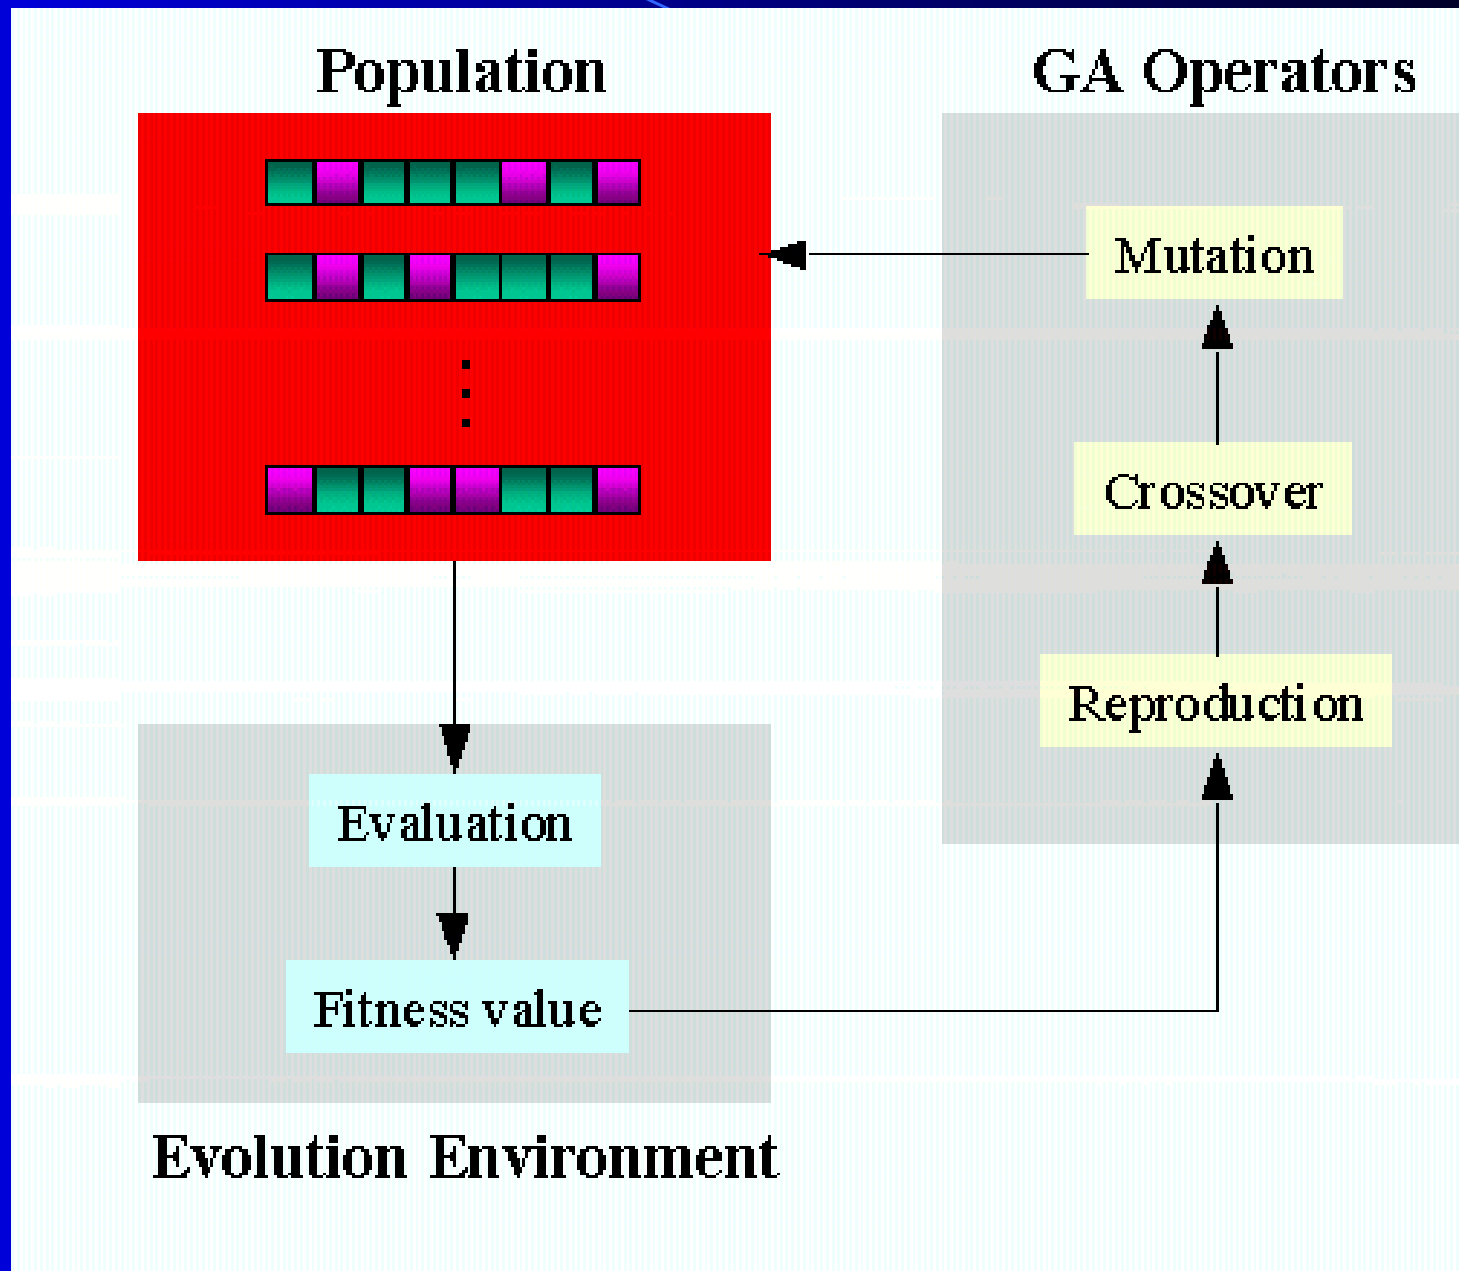 Population
GA Operators
Mutation
Crossover
Reproduction
Evaluation
Fitness value
Evolution Environment